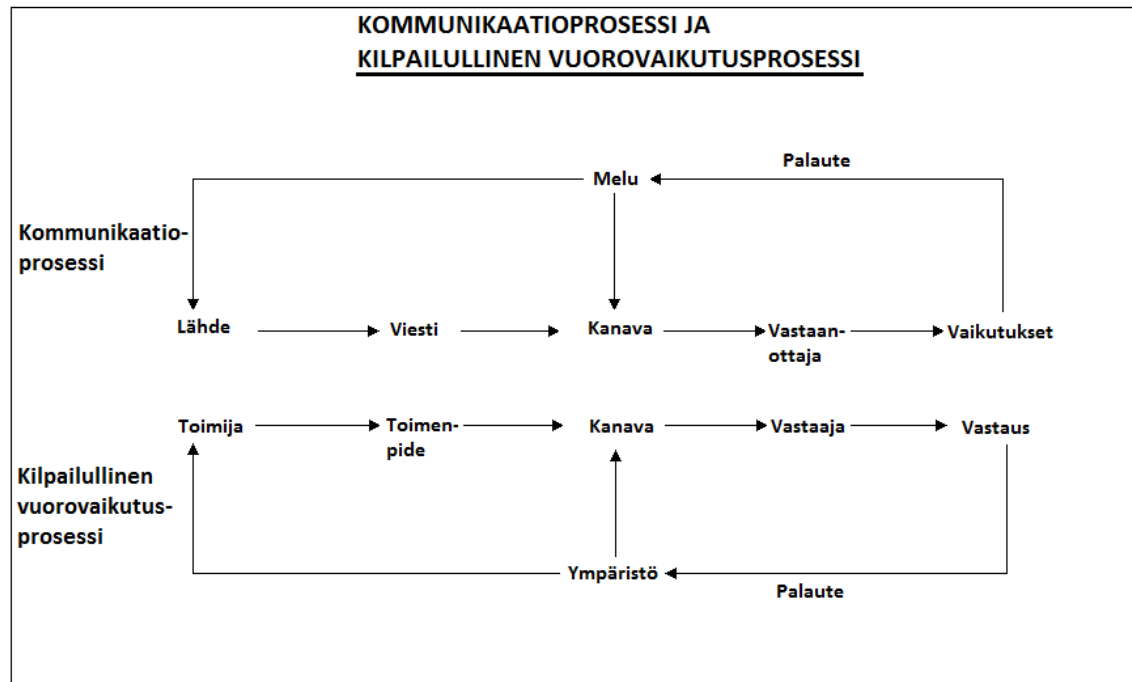 KOMMUNIKAATIOPROSESSI JA
KILPAILULLINEN VUOROVAIKUTUSPROSESSI
Palaute
Melu
Kommunikaatio-
prosessi
Lähde
Viesti
Kanava
Vastaan-
ottaja
Vaikutukset
Toimija
Toimen-
pide
Kanava
Vastaaja
Vastaus
Kilpailullinen
vuorovaikutus-
prosessi
Ympäristö
Palaute